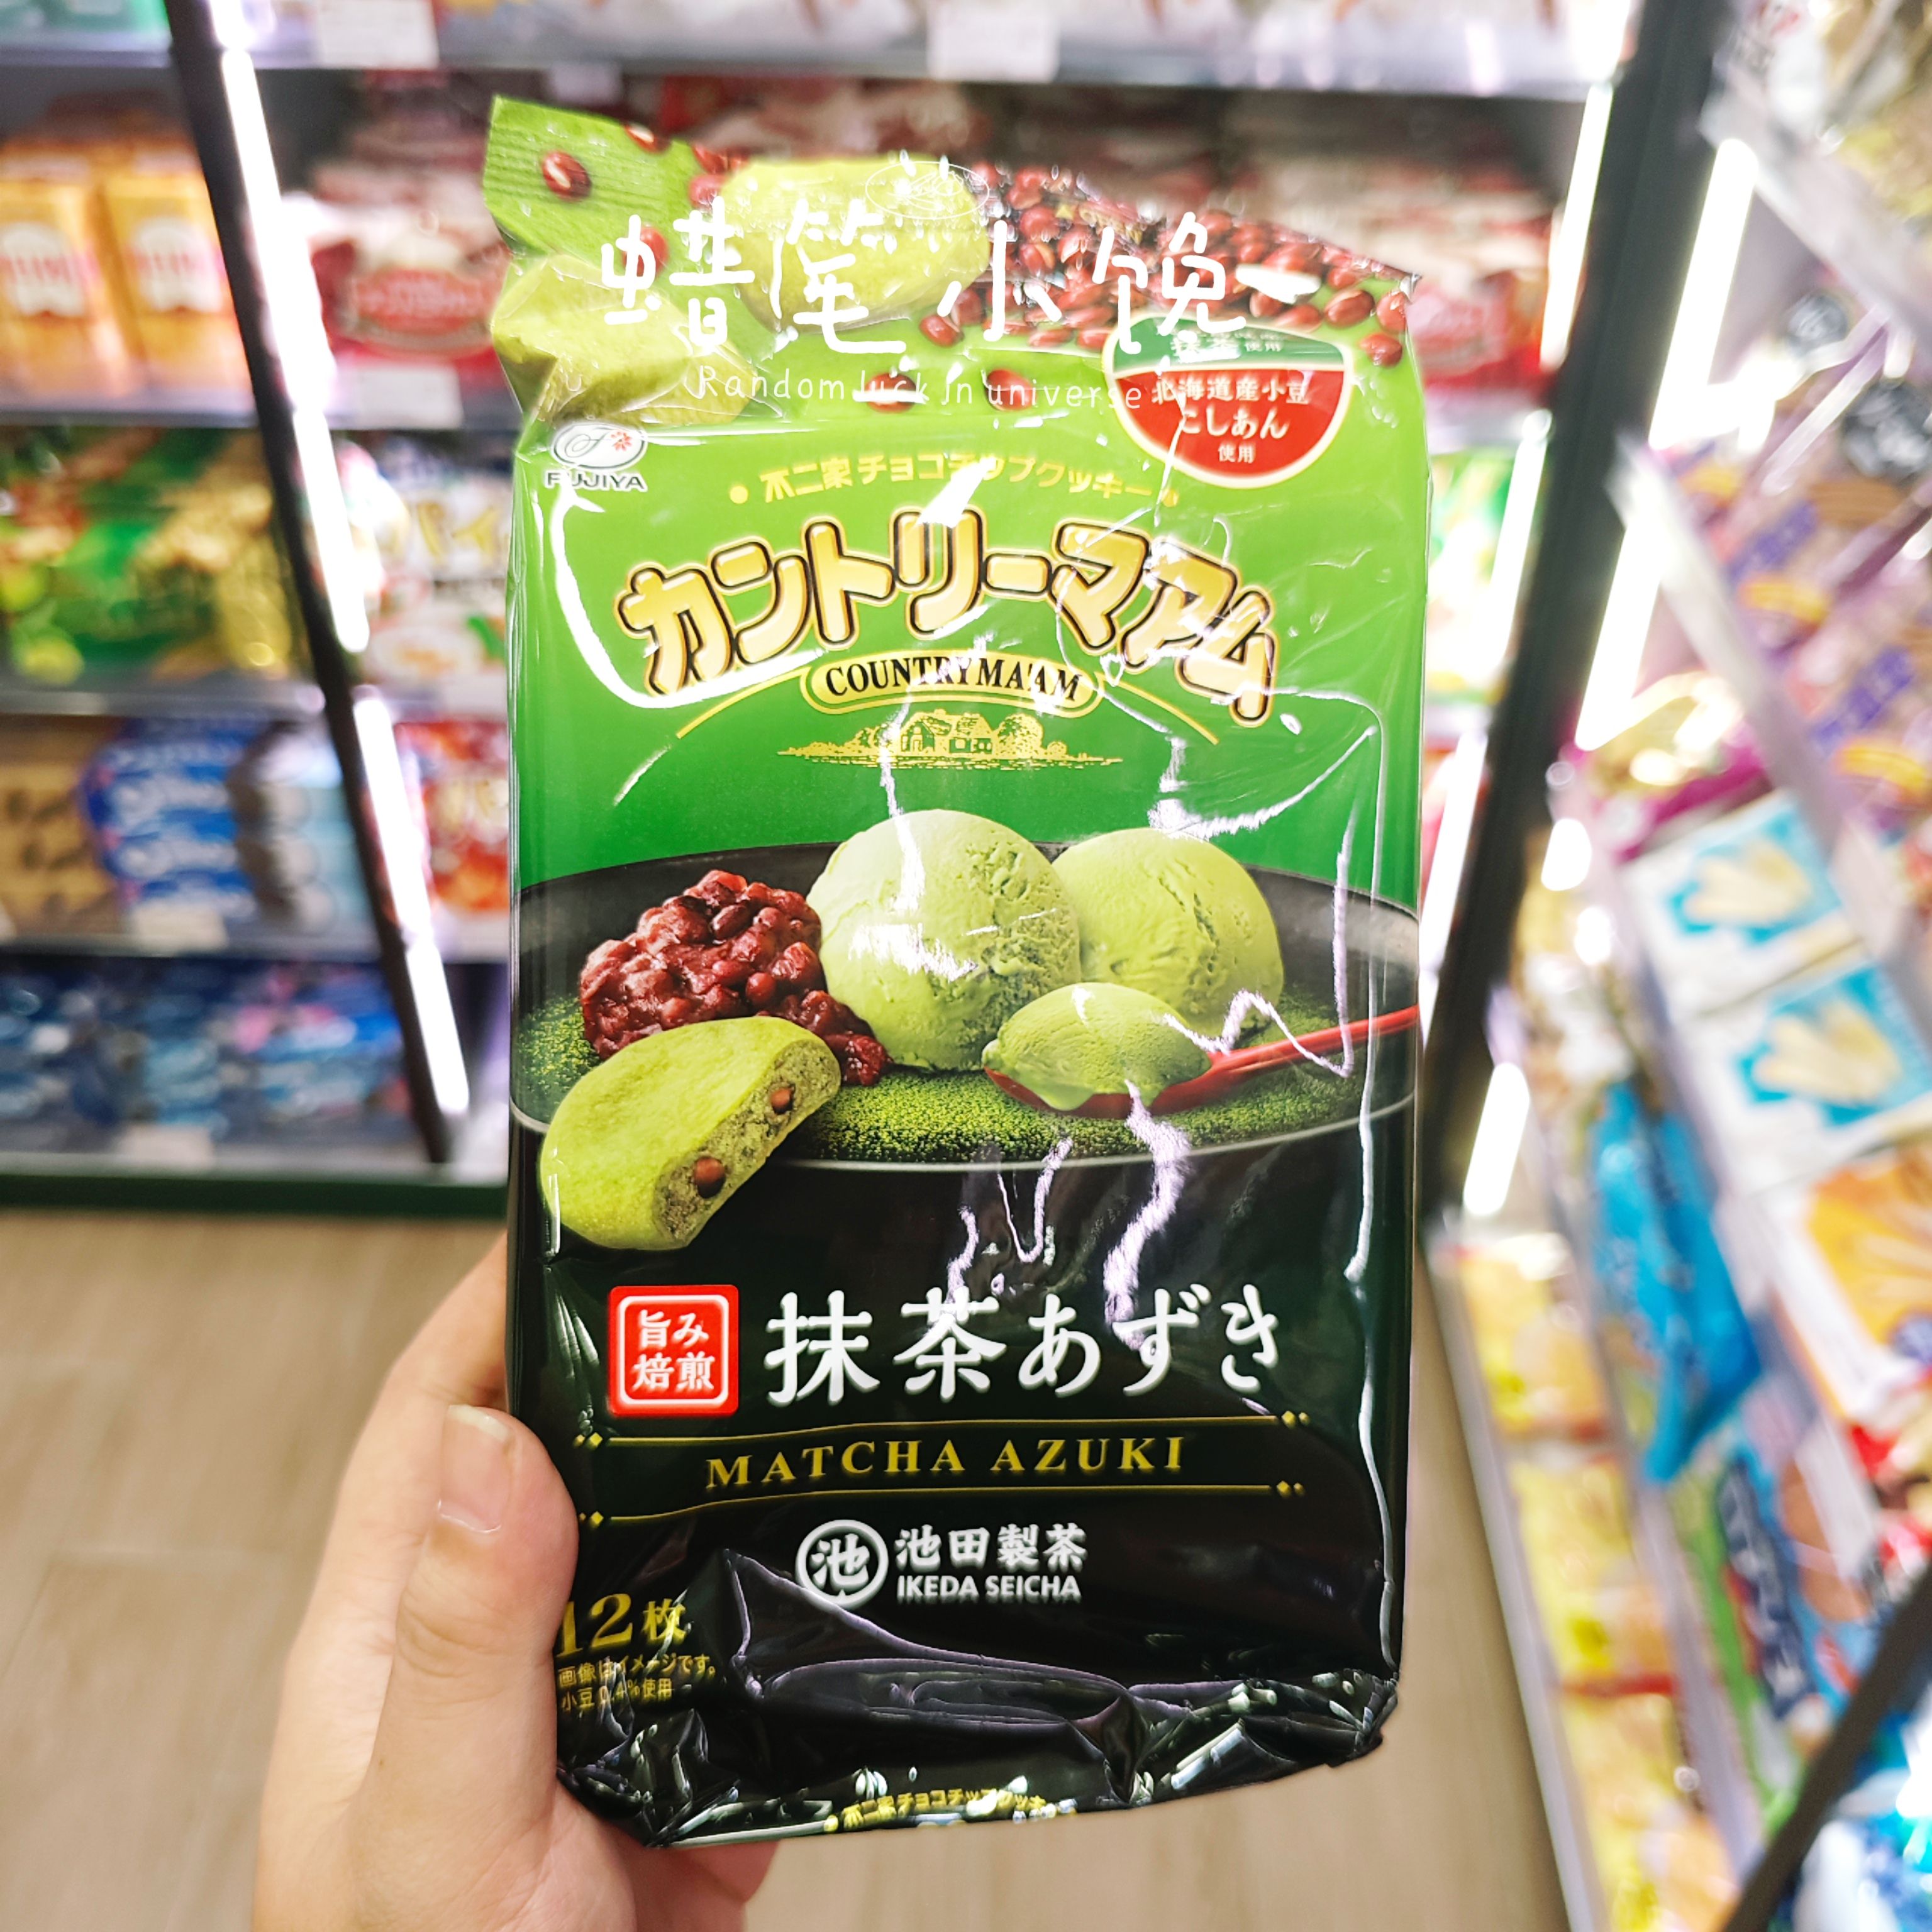 蜡笔小馋
Random luck in universe
抹茶使用
北海道産小豆
こしあん
使用
FUJIYA
不二家 チョコチップクッキー
カントリーマアム
COUNTRY MA'AM
旨み
焙煎
抹茶あずき
MATCHA AZUKI
池
池田製茶
IKEDA SEICHA
12枚
画像はイメージです。
不二家チョコチップクッキー